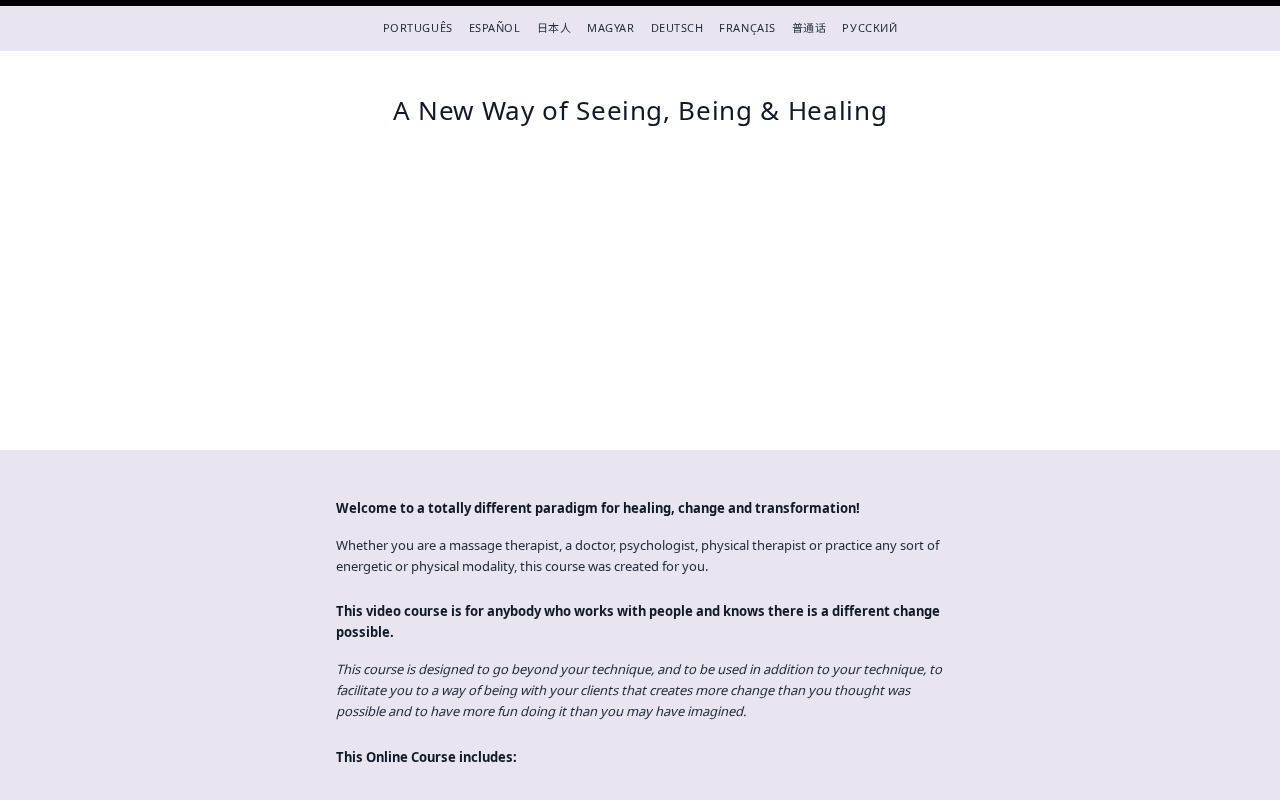 PORTUGUÊS ESPAÑOL 日本人 MAGYAR DEUTSCH FRANÇAIS 普通话 РУССКИЙ
A New Way of Seeing, Being & Healing
Welcome to a totally different paradigm for healing, change and transformation!
Whether you are a massage therapist, a doctor, psychologist, physical therapist or practice any sort of
energetic or physical modality, this course was created for you.
This video course is for anybody who works with people and knows there is a different change
possible.
This course is designed to go beyond your technique, and to be used in addition to your technique, to
facilitate you to a way of being with your clients that creates more change than you thought was
possible and to have more fun doing it than you may have imagined.
This Online Course includes: